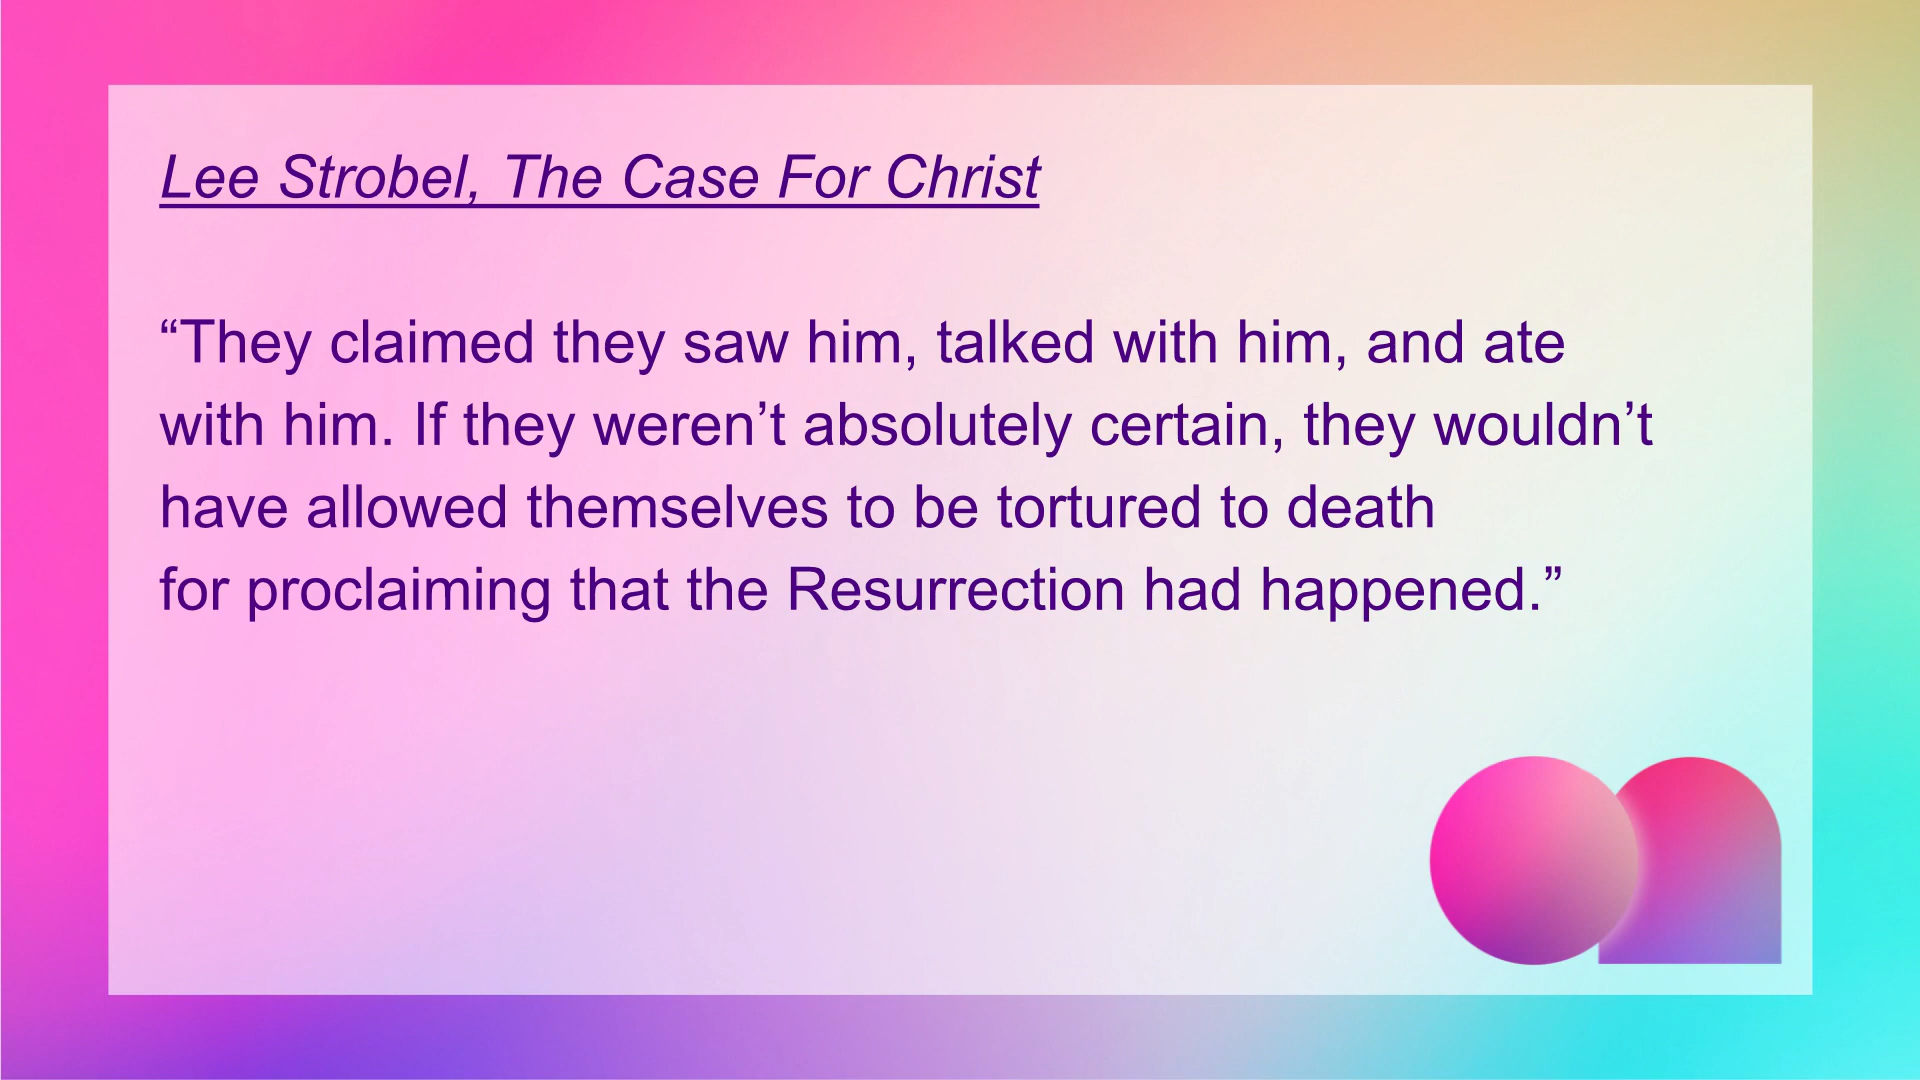 Lee Strobel, The Case For Christ
“They claimed they saw him, talked with him, and ate
with him. If they weren’t absolutely certain, they wouldn’t
have allowed themselves to be tortured to death
for proclaiming that the Resurrection had happened.”